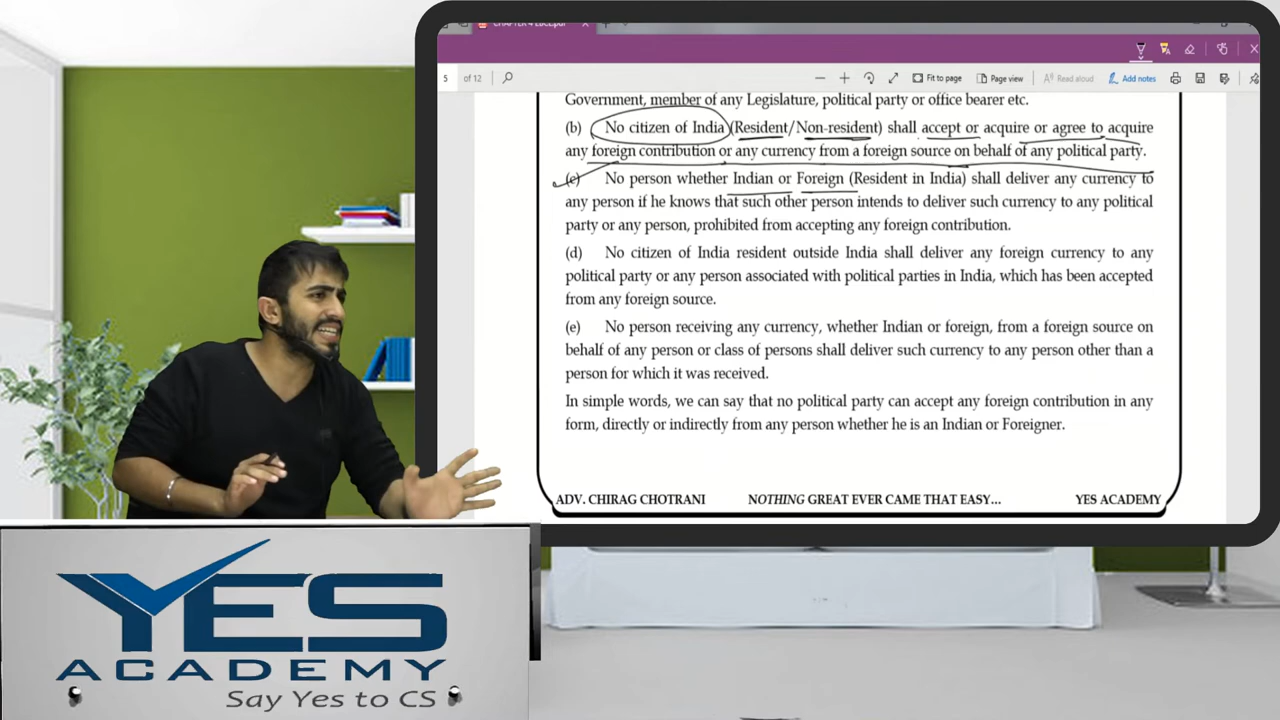 CHAPTER 4 EBCL.pdf
5 of 12
Fit to page
Page view
Read aloud
Add notes
Government, member of any Legislature, political party or office bearer etc.
(b) No citizen of India (Resident/Non-resident) shall accept or acquire or agree to acquire
any foreign contribution or any currency from a foreign source on behalf of any political party.
(c) No person whether Indian or Foreign (Resident in India) shall deliver any currency to
any person if he knows that such other person intends to deliver such currency to any political
party or any person, prohibited from accepting any foreign contribution.
(d) No citizen of India resident outside India shall deliver any foreign currency to any
political party or any person associated with political parties in India, which has been accepted
from any foreign source.
(e) No person receiving any currency, whether Indian or foreign, from a foreign source on
behalf of any person or class of persons shall deliver such currency to any person other than a
person for which it was received.
In simple words, we can say that no political party can accept any foreign contribution in any
form, directly or indirectly from any person whether he is an Indian or Foreigner.
ADV. CHIRAG CHOTRANI NOTHING GREAT EVER CAME THAT EASY... YES ACADEMY
YES
ACADEMY
Say Yes to CS